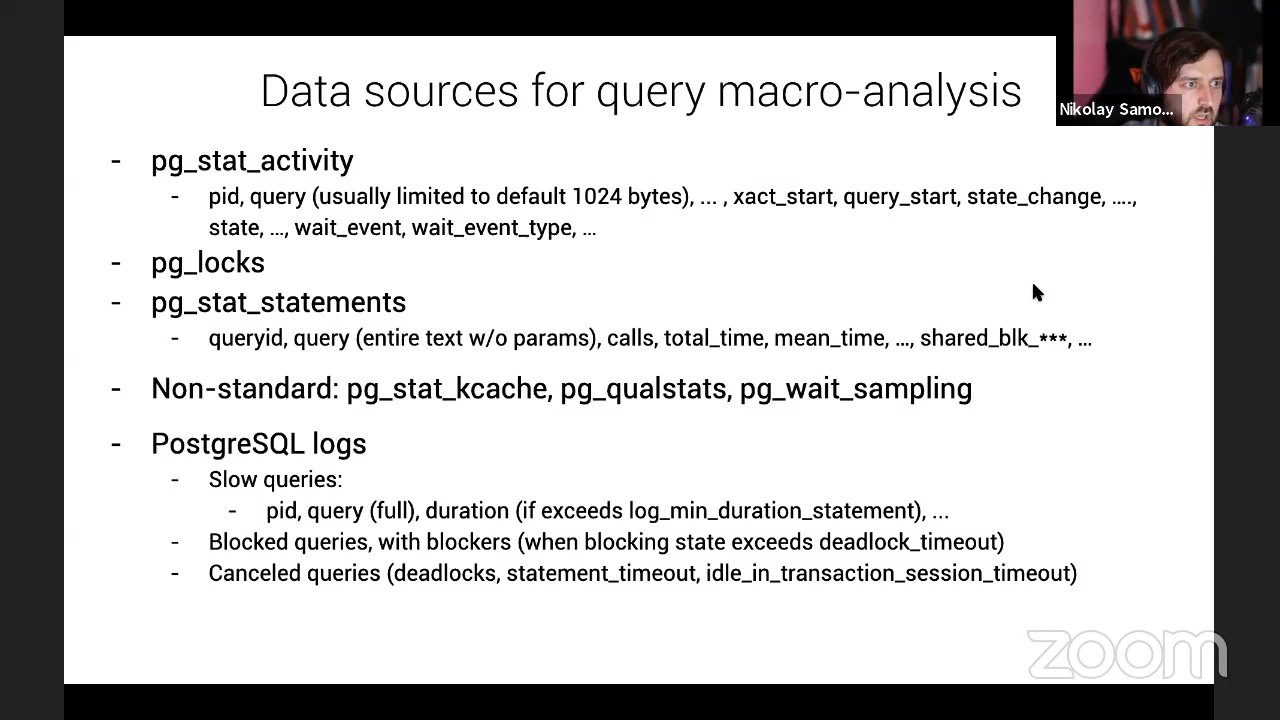 Data sources for query macro-analysis
Nikolay Samo...
- pg_stat_activity
- pid, query (usually limited to default 1024 bytes), ... , xact_start, query_start, state_change, ....,
state, ..., wait_event, wait_event_type, ...
- pg_locks
- pg_stat_statements
- queryid, query (entire text w/o params), calls, total_time, mean_time, ..., shared_blk_***, ...
- Non-standard: pg_stat_kcache, pg_qualstats, pg_wait_sampling
- PostgreSQL logs
- Slow queries:
- pid, query (full), duration (if exceeds log_min_duration_statement), ...
- Blocked queries, with blockers (when blocking state exceeds deadlock_timeout)
- Canceled queries (deadlocks, statement_timeout, idle_in_transaction_session_timeout)
zoom